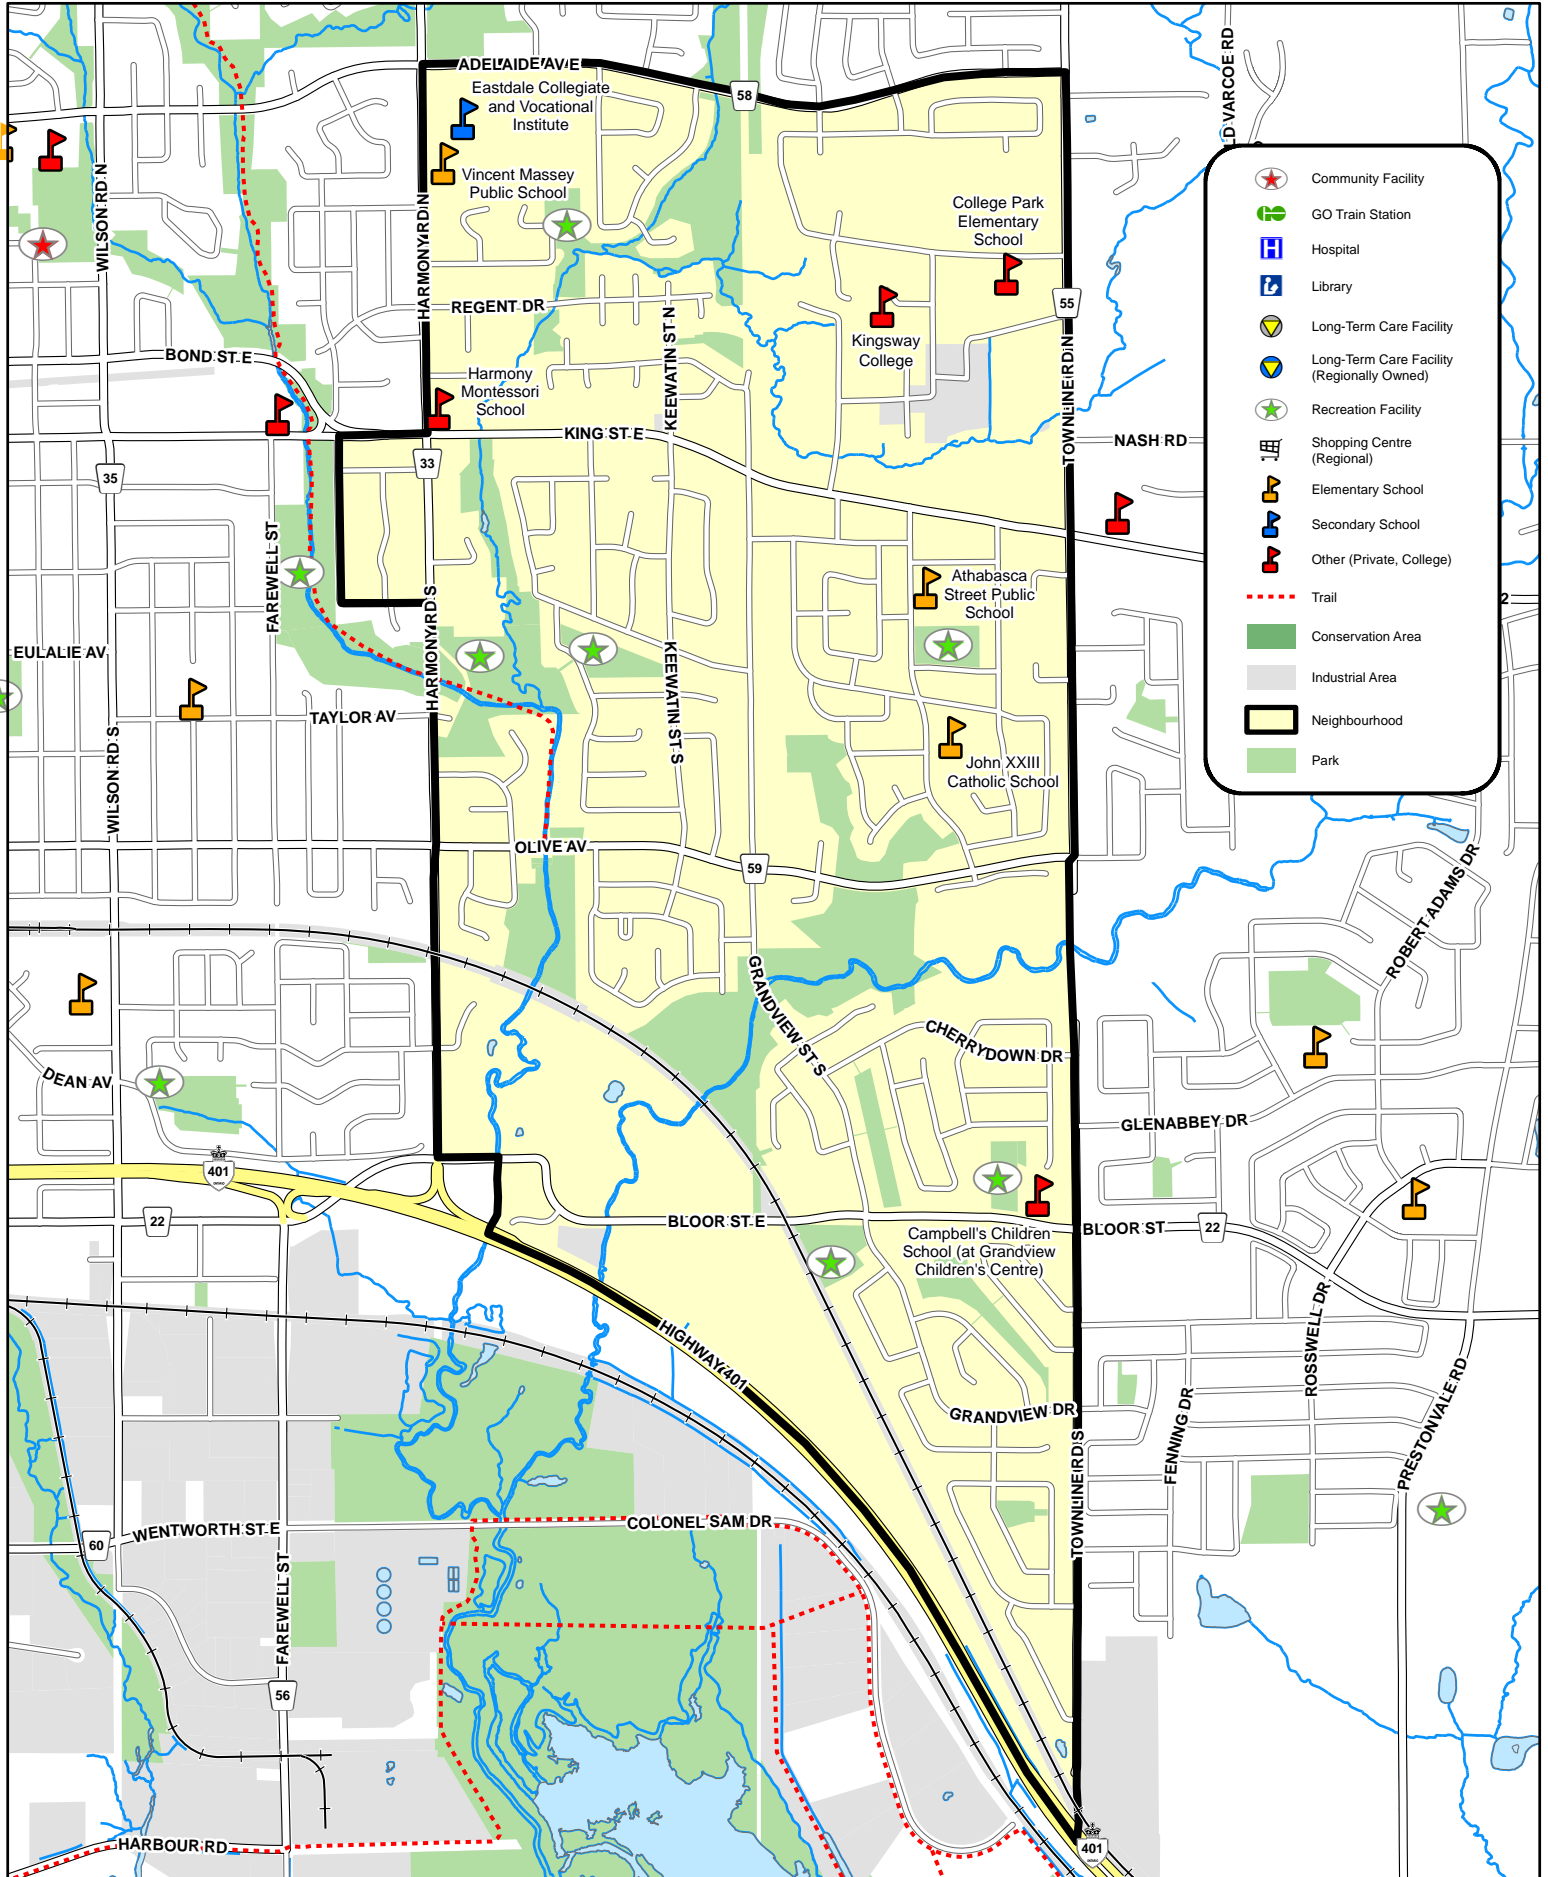 ADELAIDE AV E
Eastdale Collegiate
and Vocational
Institute
58
Vincent Massey
Public School
WILSON RD N
HARMONY RD N
College Park
Elementary
School
55
REGENT DR
KEEWATIN ST N
Kingsway
College
TOWNLINE RD N
BOND ST E
Harmony
Montessori
School
KING ST E
NASH RD
33
35
FAREWELL ST
Athabasca
Street Public
School
HARMONY RD S
EULALIE AV
KEEWATIN ST S
TAYLOR AV
WILSON RD S
John XXIII
Catholic School
OLIVE AV
59
ROBERT ADAMS DR
GRANDVIEW ST S
CHERRYDOWN DR
DEAN AV
GLENABBEY DR
401
ONTARIO
22
BLOOR ST E
BLOOR ST
22
Campbell's Children
School (at Grandview
Children's Centre)
HIGHWAY 401
ROSSWELL DR
PRESTONVALE RD
FENNING DR
GRANDVIEW DR
TOWNLINE RD S
WENTWORTH ST E
60
COLONEL SAM DR
FAREWELL ST
56
HARBOUR RD
401
ONTARIO
Community Facility
GO Train Station
H
Hospital
Library
Long-Term Care Facility
Long-Term Care Facility
(Regionally Owned)
Recreation Facility
Shopping Centre
(Regional)
Elementary School
Secondary School
Other (Private, College)
Trail
2
Conservation Area
Industrial Area
Neighbourhood
Park